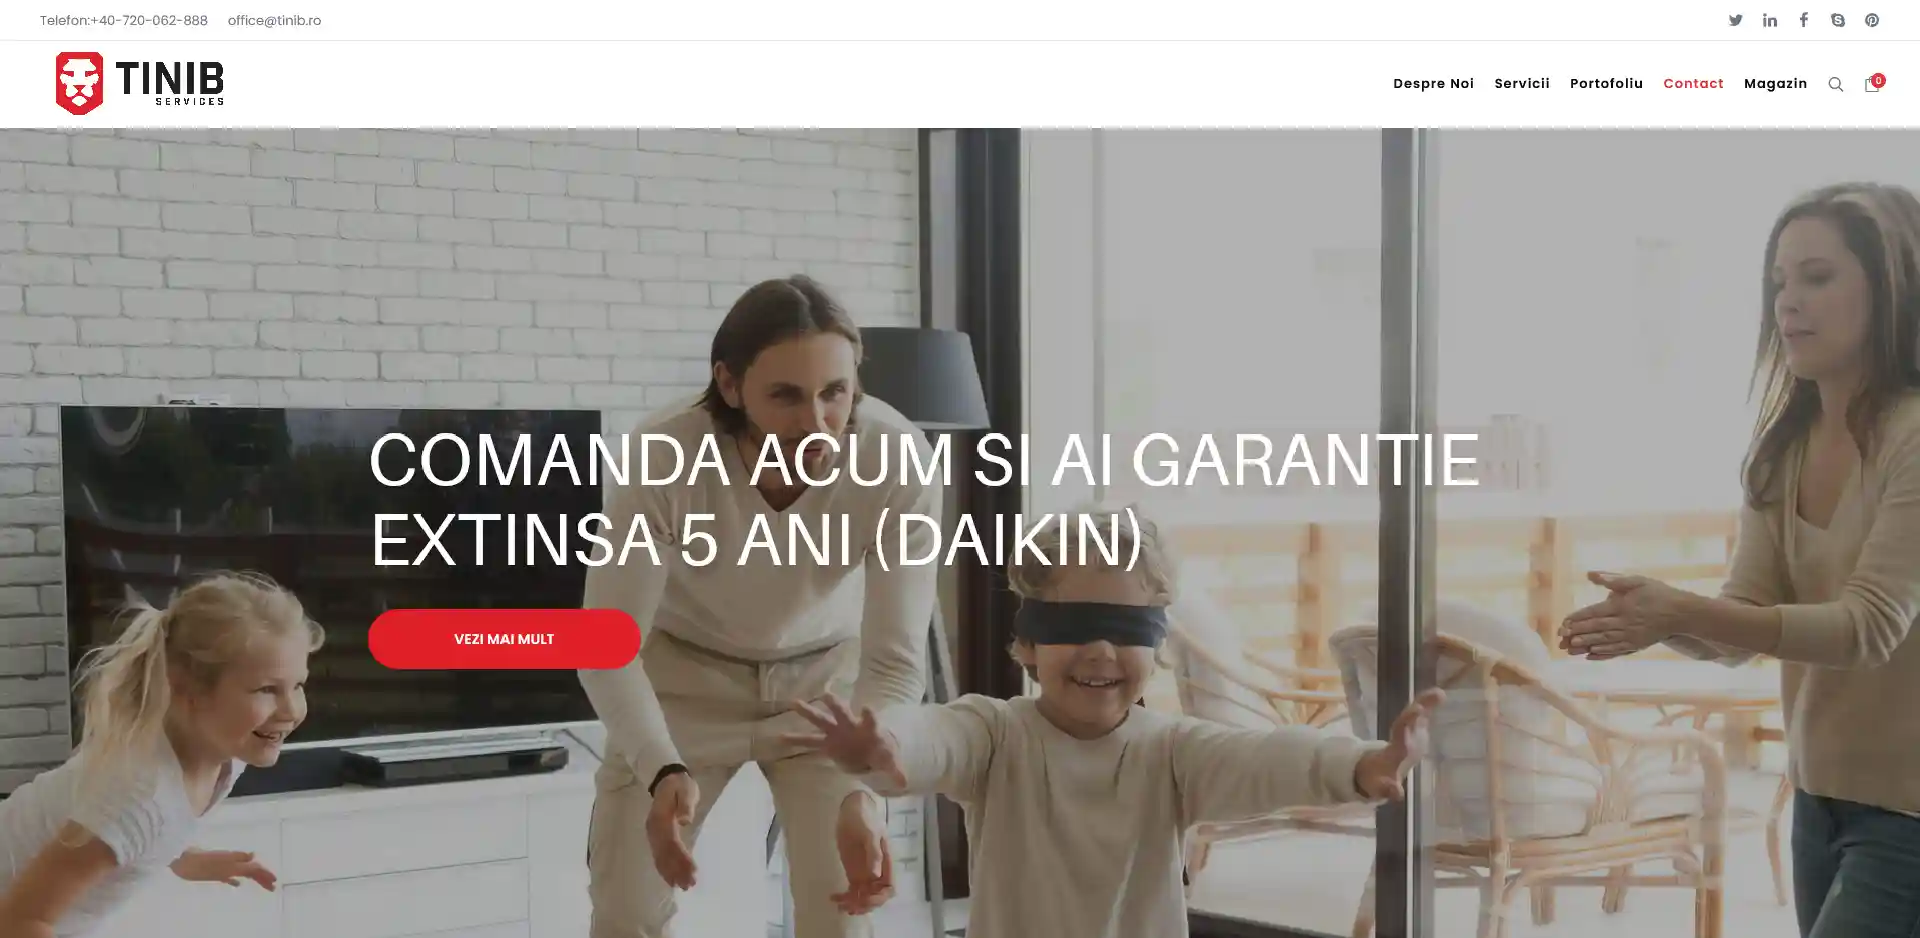 Telefon:+40-720-062-888 office@tinib.ro
TINIB
SERVICES
Despre Noi Servicii Portofoliu Contact Magazin 0
COMANDA ACUM SI AI GARANTIE
EXTINSA 5 ANI (DAIKIN)
VEZI MAI MULT